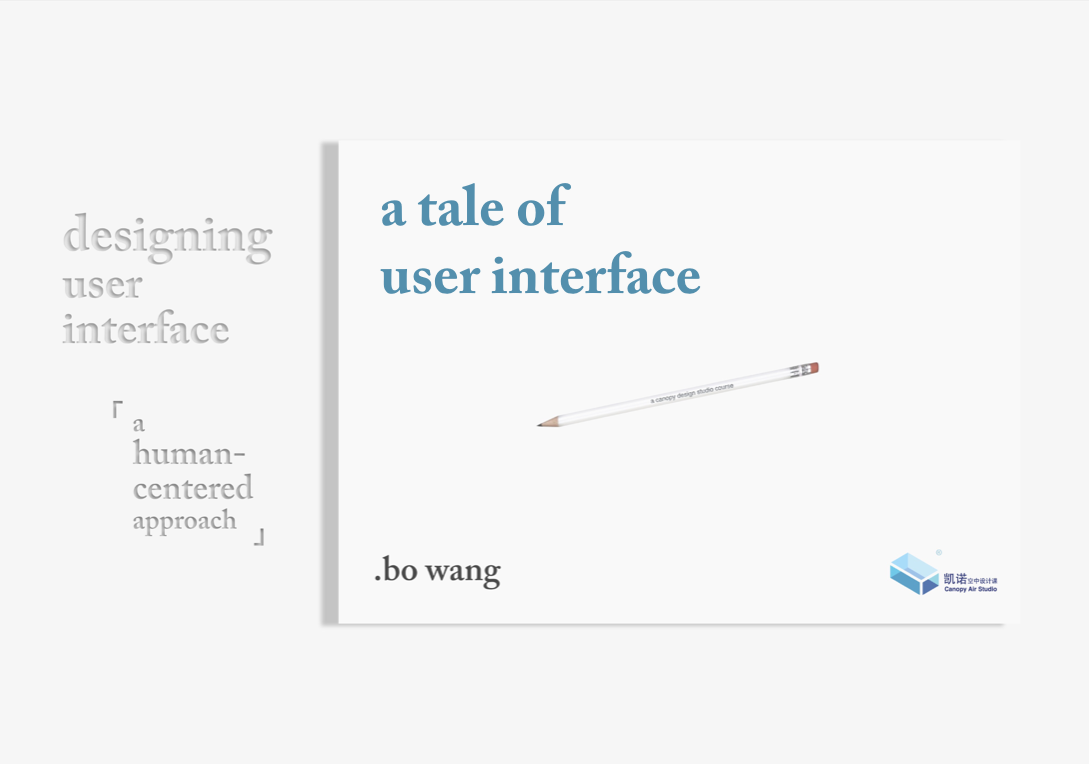 designing
user
interface
「a
human-
centered
approach」
a tale of
user interface
a canopy design studio course
.bo wang
凯诺空中设计课
Canopy Air Studio